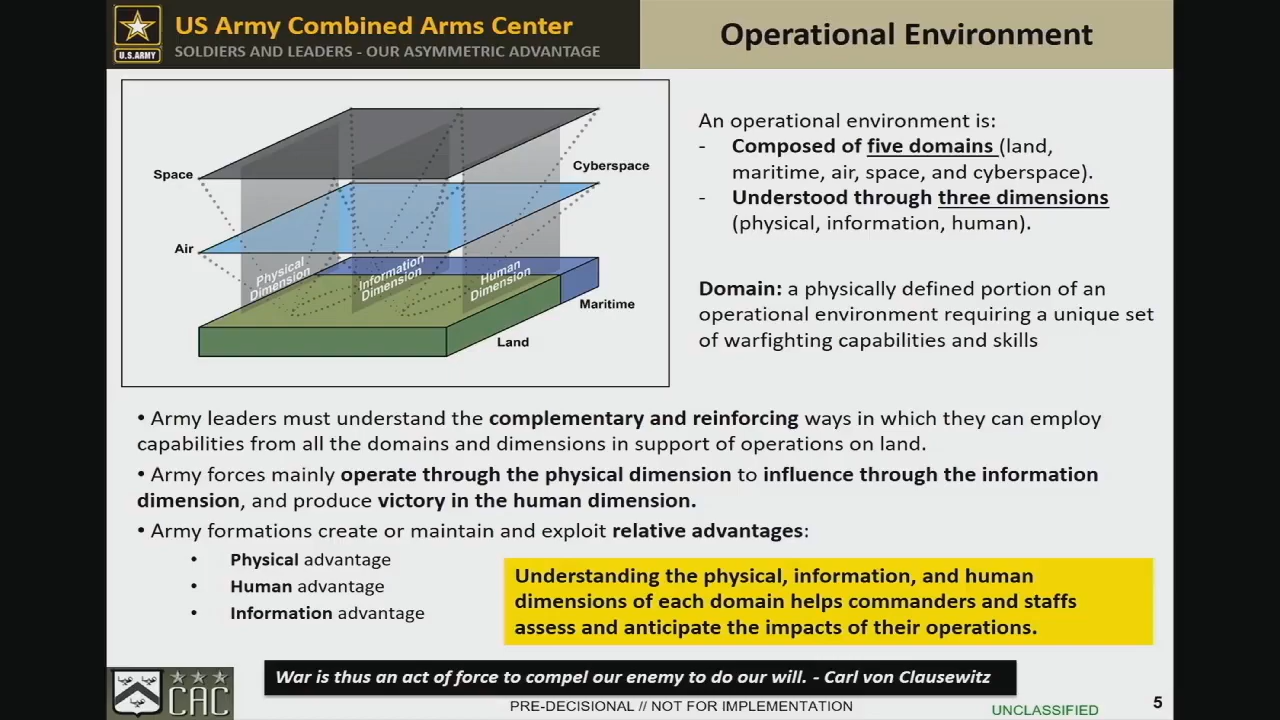 US Army Combined Arms Center
SOLDIERS AND LEADERS - OUR ASYMMETRIC ADVANTAGE
U.S.ARMY
Operational Environment
Space
Cyberspace
Air
Physical
Dimension
Information
Dimension
Human
Dimension
Maritime
Land
An operational environment is:
- Composed of five domains (land,
maritime, air, space, and cyberspace).
- Understood through three dimensions
(physical, information, human).
Domain: a physically defined portion of an
operational environment requiring a unique set
of warfighting capabilities and skills
• Army leaders must understand the complementary and reinforcing ways in which they can employ
capabilities from all the domains and dimensions in support of operations on land.
• Army forces mainly operate through the physical dimension to influence through the information
dimension, and produce victory in the human dimension.
• Army formations create or maintain and exploit relative advantages:
• Physical advantage
• Human advantage
• Information advantage
Understanding the physical, information, and human
dimensions of each domain helps commanders and staffs
assess and anticipate the impacts of their operations.
CAC
War is thus an act of force to compel our enemy to do our will. - Carl von Clausewitz
PRE-DECISIONAL // NOT FOR IMPLEMENTATION
UNCLASSIFIED
5